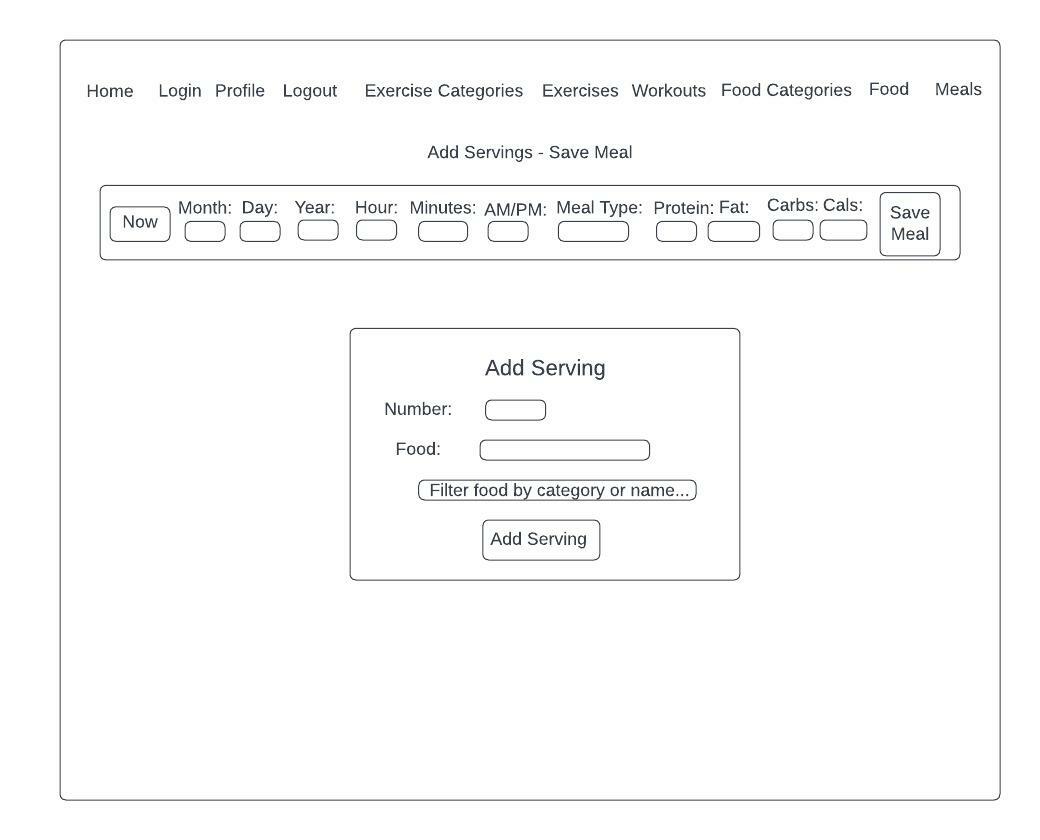 Home Login Profile Logout Exercise Categories Exercises Workouts Food Categories Food Meals
Add Servings - Save Meal
Now Month: Day: Year: Hour: Minutes: AM/PM: Meal Type: Protein: Fat: Carbs: Cals: Save
Meal
Add Serving
Number:
Food:
Filter food by category or name...
Add Serving